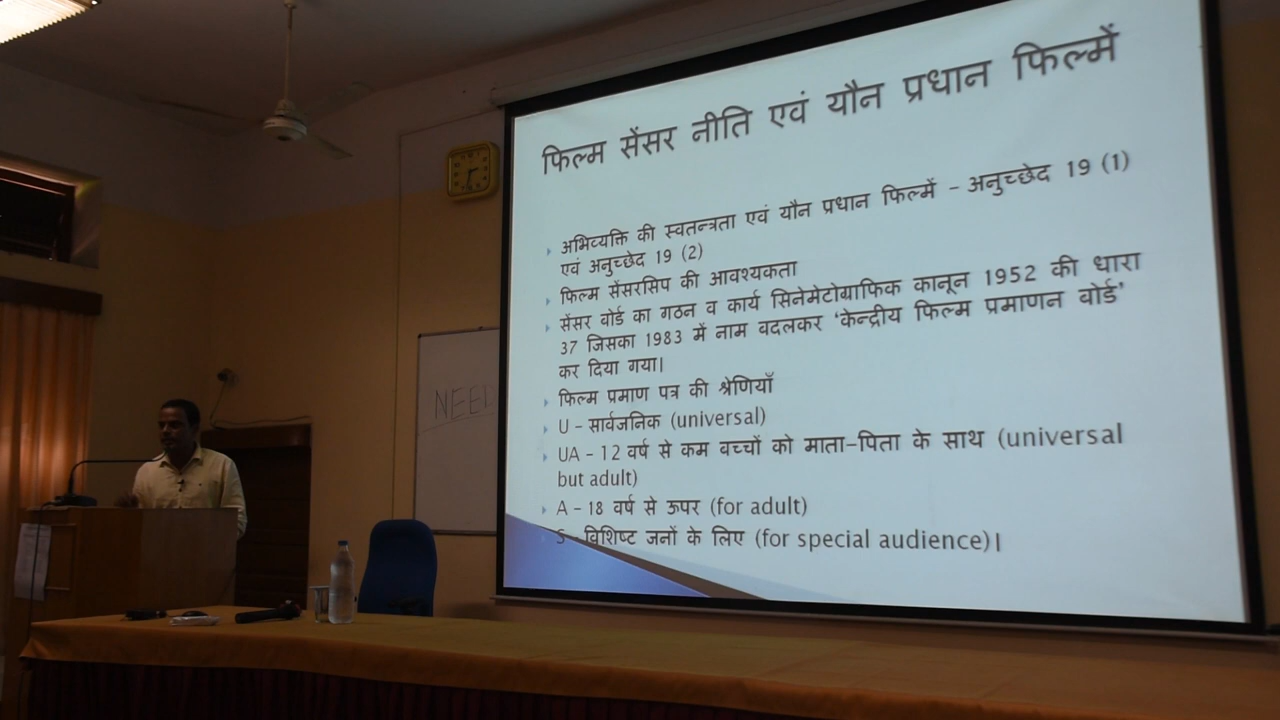 फिल्म सेंसर नीति एवं यौन प्रधान फिल्में
अभिव्यक्ति की स्वतन्त्रता एवं यौन प्रधान फिल्में - अनुच्छेद 19 (1)
एवं अनुच्छेद 19 (2)
फिल्म सेंसरसिप की आवश्यकता
सेंसर बोर्ड का गठन व कार्य सिनेमेटोग्राफिक कानून 1952 की धारा
37 जिसका 1983 में नाम बदलकर 'केन्द्रीय फिल्म प्रमाणन बोर्ड'
कर दिया गया।
फिल्म प्रमाण पत्र की श्रेणियाँ
U - सार्वजनिक (universal)
UA - 12 वर्ष से कम बच्चों को माता-पिता के साथ (universal
but adult)
A - 18 वर्ष से ऊपर (for adult)
S - विशिष्ट जनों के लिए (for special audience)।
NEED